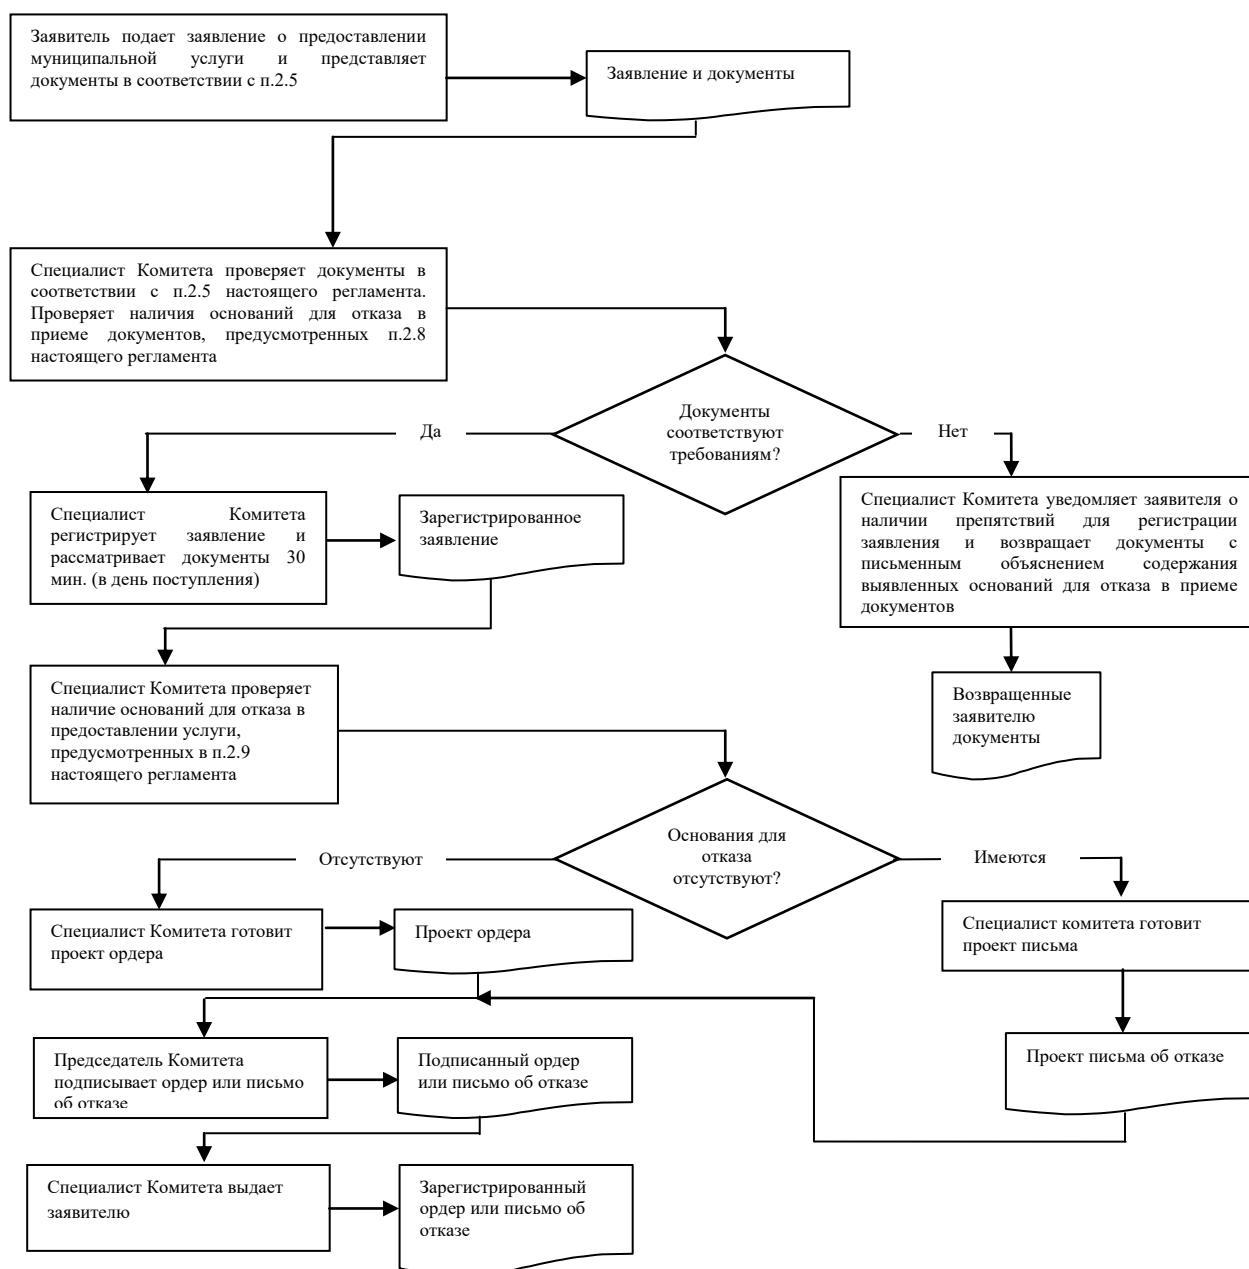 Заявитель подает заявление о предоставлении
муниципальной услуги и представляет
документы в соответствии с п.2.5
Заявление и документы
Специалист Комитета проверяет документы в
соответствии с п.2.5 настоящего регламента.
Проверяет наличия оснований для отказа в
приеме документов, предусмотренных п.2.8
настоящего регламента
Документы
соответствуют
требованиям?
Да
Нет
Специалист Комитета
регистрирует заявление и
рассматривает документы 30
мин. (в день поступления)
Зарегистрированное
заявление
Специалист Комитета уведомляет заявителя о
наличии препятствий для регистрации
заявления и возвращает документы с
письменным объяснением содержания
выявленных оснований для отказа в приеме
документов
Специалист Комитета проверяет
наличие оснований для отказа в
предоставлении услуги,
предусмотренных в п.2.9
настоящего регламента
Возвращенные
заявителю
документы
Основания для
отказа
отсутствуют?
Отсутствуют
Имеются
Специалист Комитета готовит
проект ордера
Проект ордера
Специалист комитета готовит
проект письма
Председатель Комитета
подписывает ордер или письмо
об отказе
Подписанный ордер
или письмо об отказе
Проект письма об отказе
Специалист Комитета выдает
заявителю
Зарегистрированный
ордер или письмо об
отказе